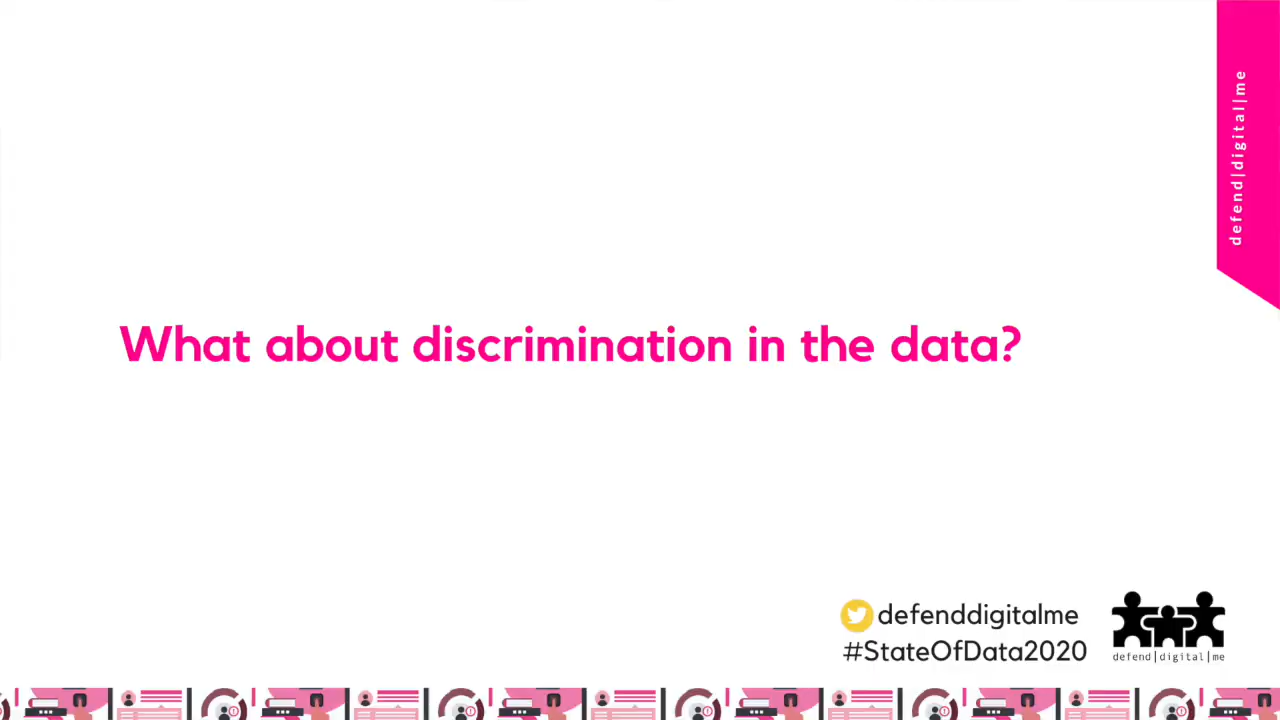 defend|digital|me
What about discrimination in the data?
defenddigitalme
#StateOfData2020
defend|digital|me